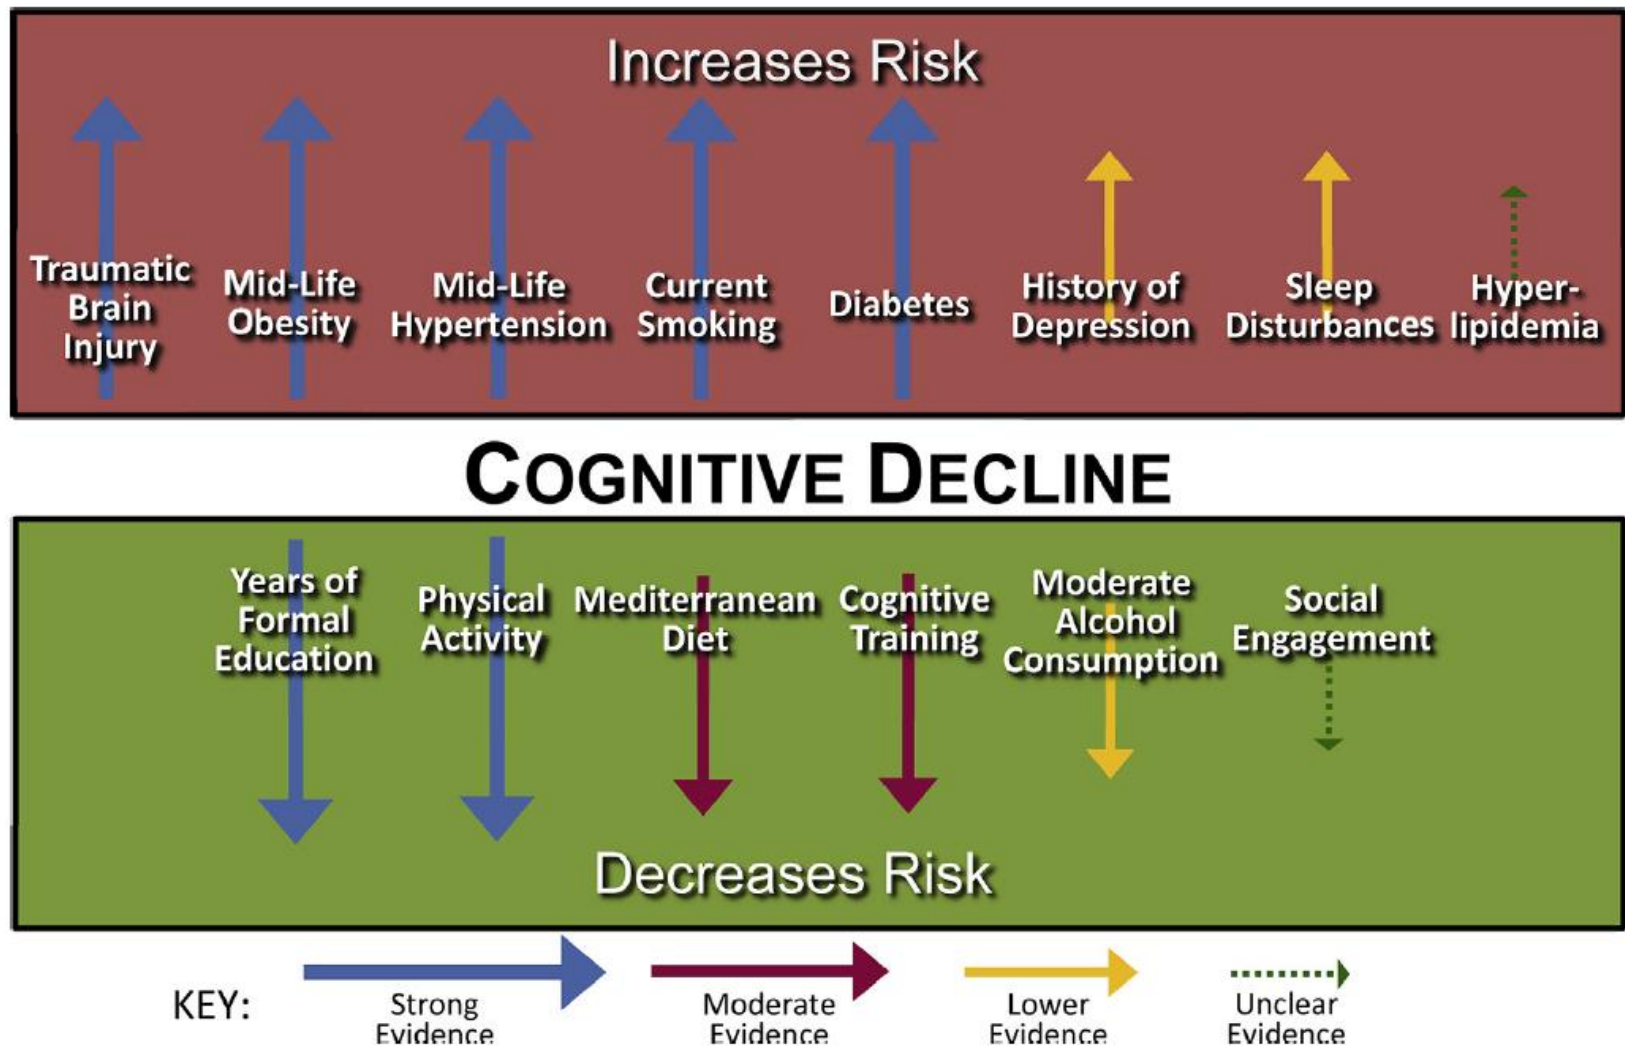 Increases Risk
Traumatic
Brain
Injury
Mid-Life
Obesity
Mid-Life
Hypertension
Current
Smoking
Diabetes
History of
Depression
Sleep
Disturbances
Hyper-
lipidemia
COGNITIVE DECLINE
Years of
Formal
Education
Physical
Activity
Mediterranean
Diet
Cognitive
Training
Moderate
Alcohol
Consumption
Social
Engagement
Decreases Risk
KEY:
Strong
Evidence
Moderate
Evidence
Lower
Evidence
Unclear
Evidence